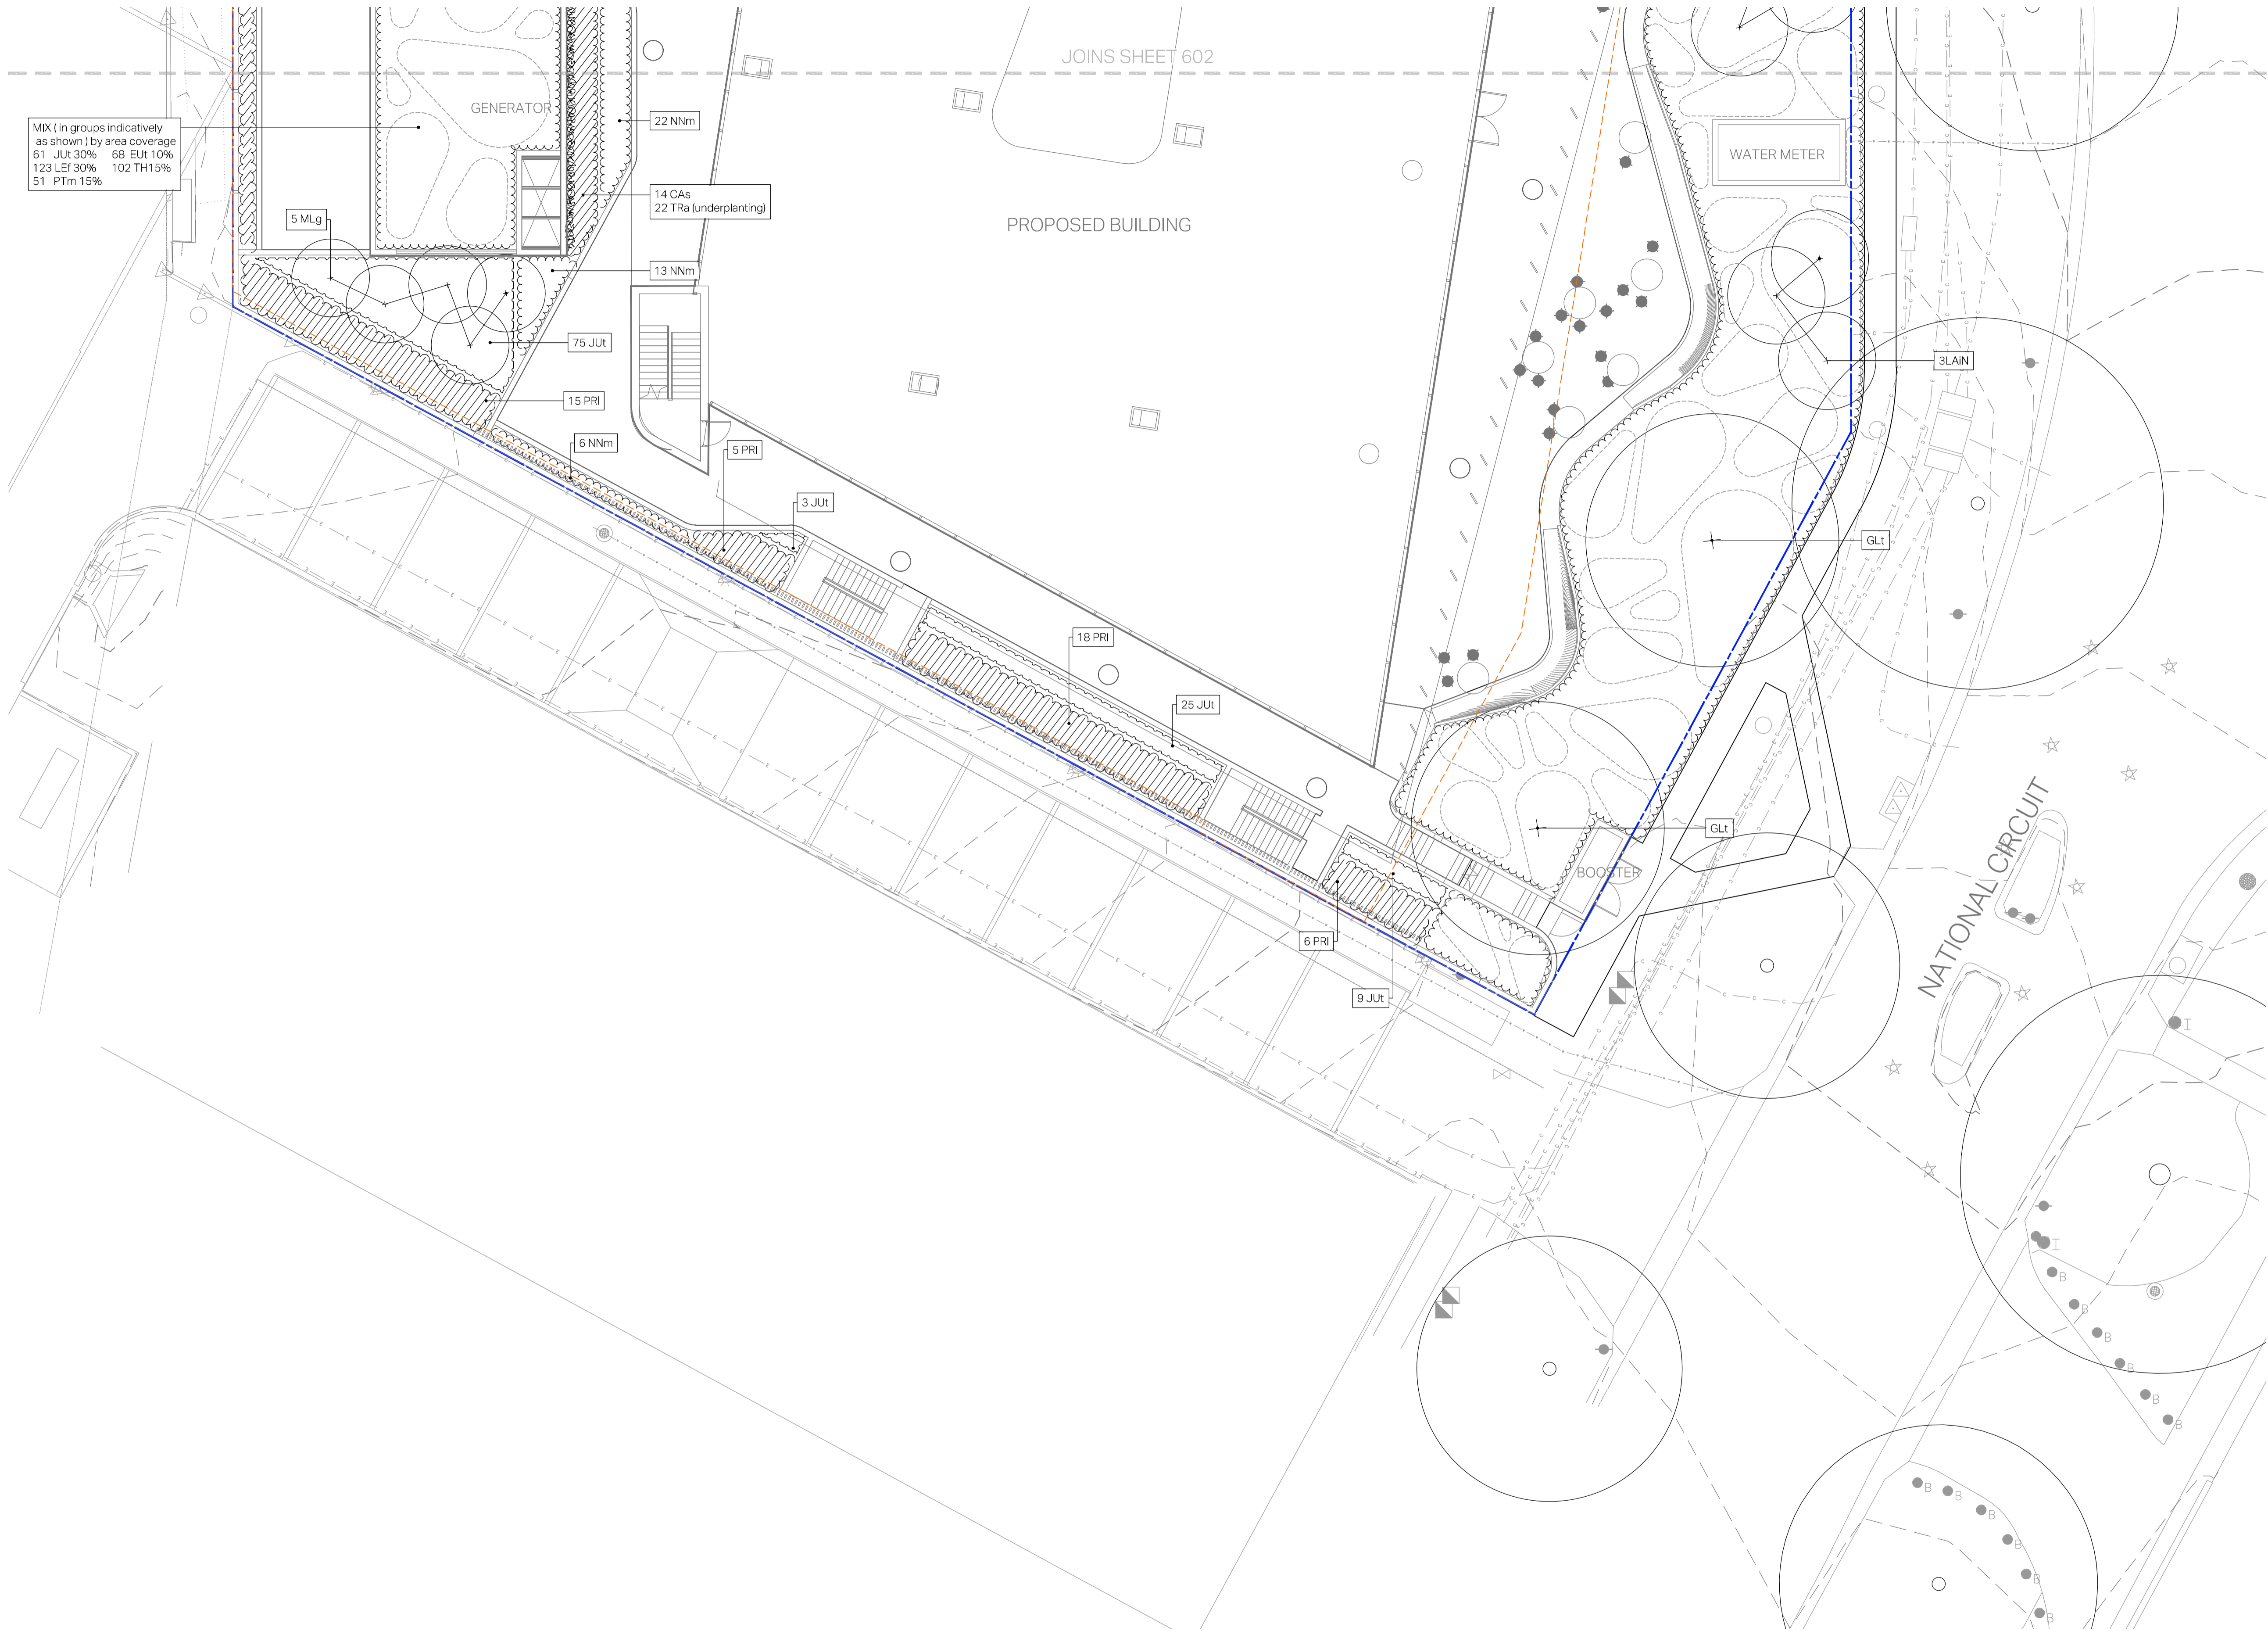 JOINS SHEET 602
GENERATOR
22 NNm
MIX ( in groups indicatively
as shown ) by area coverage
61 JUt 30% 68 EUt 10%
123 LEf 30% 102 TH15%
51 PTm 15%
WATER METER
14 CAs
22 TRa (underplanting)
5 MLg
PROPOSED BUILDING
13 NNm
75 JUt
3LAiN
15 PRI
6 NNm
5 PRI
3 JUt
GLt
18 PRI
25 JUt
GLt
BOOSTER
NATIONAL CIRCUIT
6 PRI
9 JUt
I
I
B
B
B
B
B
B
B
B
B
B
B
B